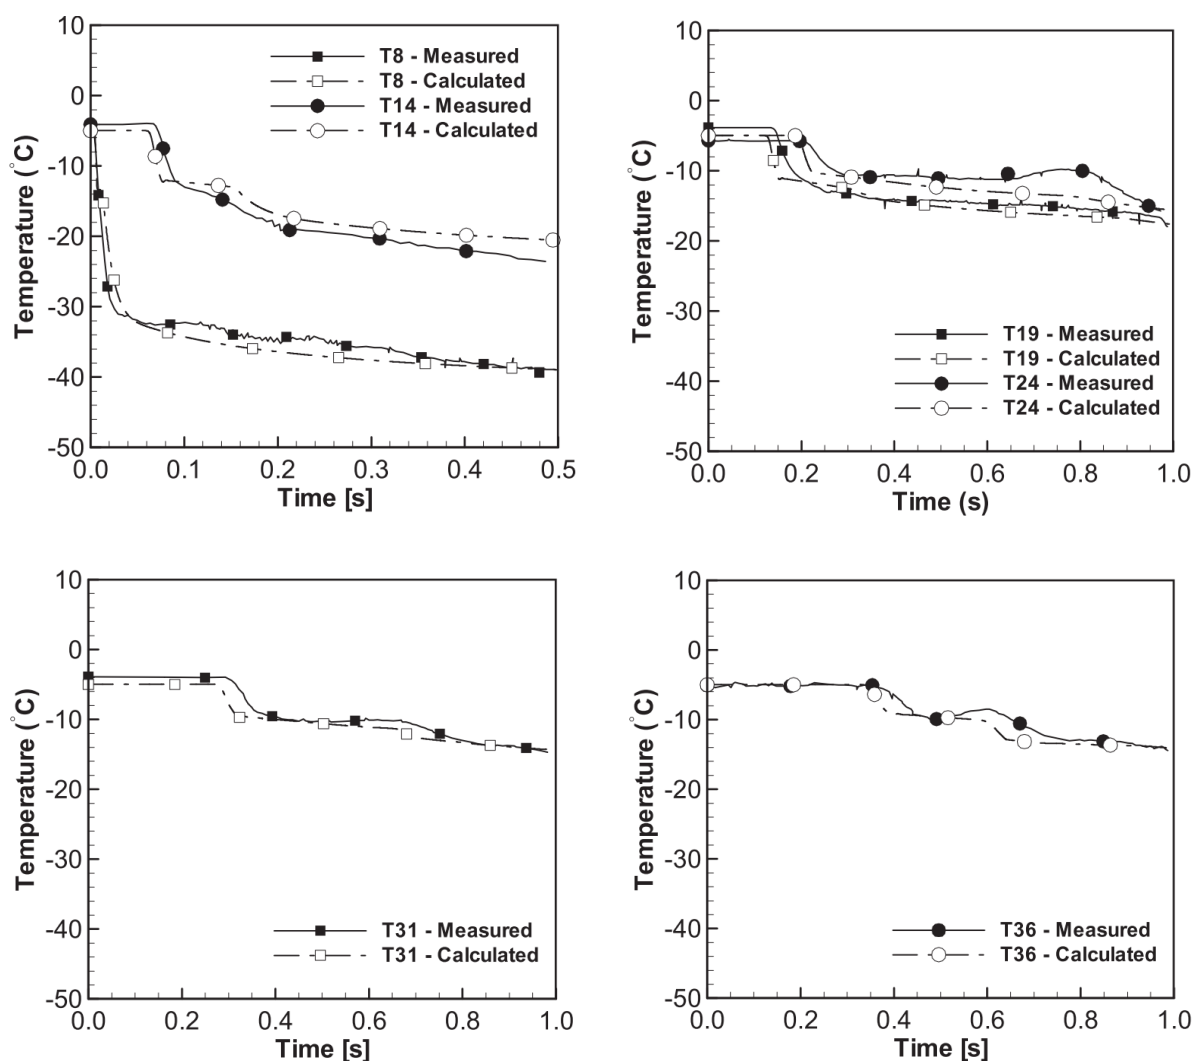 10
0
-10
-20
-30
-40
-50
Temperature (°C)
T8 - Measured
T8 - Calculated
T14 - Measured
T14 - Calculated
0.0 0.1 0.2 0.3 0.4 0.5
Time [s]
10
0
-10
-20
-30
-40
-50
Temperature (°C)
T19 - Measured
T19 - Calculated
T24 - Measured
T24 - Calculated
0.0 0.2 0.4 0.6 0.8 1.0
Time (s)
10
0
-10
-20
-30
-40
-50
Temperature (°C)
T31 - Measured
T31 - Calculated
0.0 0.2 0.4 0.6 0.8 1.0
Time [s]
10
0
-10
-20
-30
-40
-50
Temperature (°C)
T36 - Measured
T36 - Calculated
0.0 0.2 0.4 0.6 0.8 1.0
Time [s]